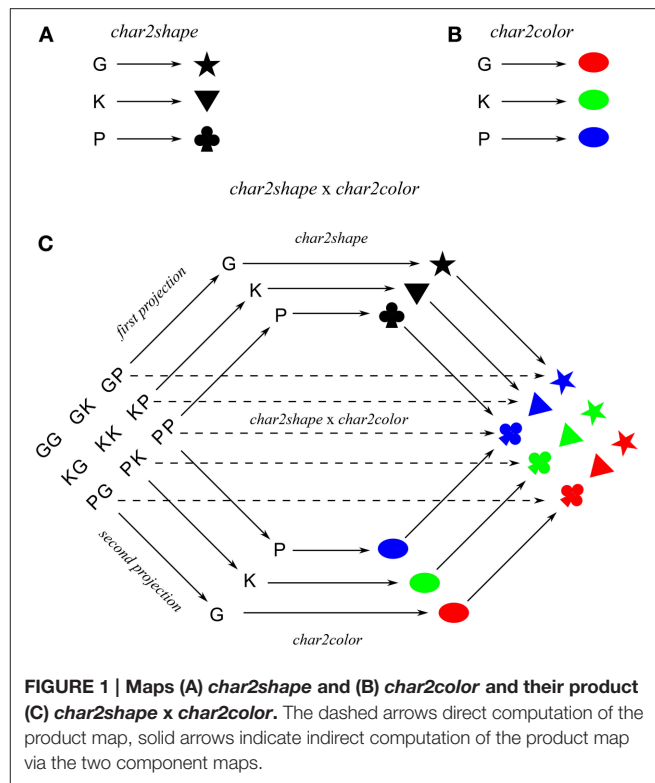 A
char2shape
G
K
P
B
char2color
G
K
P
char2shape x char2color
C
char2shape
G
K
P
first projection
GG GK GP
KG KK KP
PG PK PP
char2shape x char2color
second projection
P
K
G
char2color
FIGURE 1 | Maps (A) char2shape and (B) char2color and their product
(C) char2shape x char2color. The dashed arrows direct computation of the
product map, solid arrows indicate indirect computation of the product map
via the two component maps.